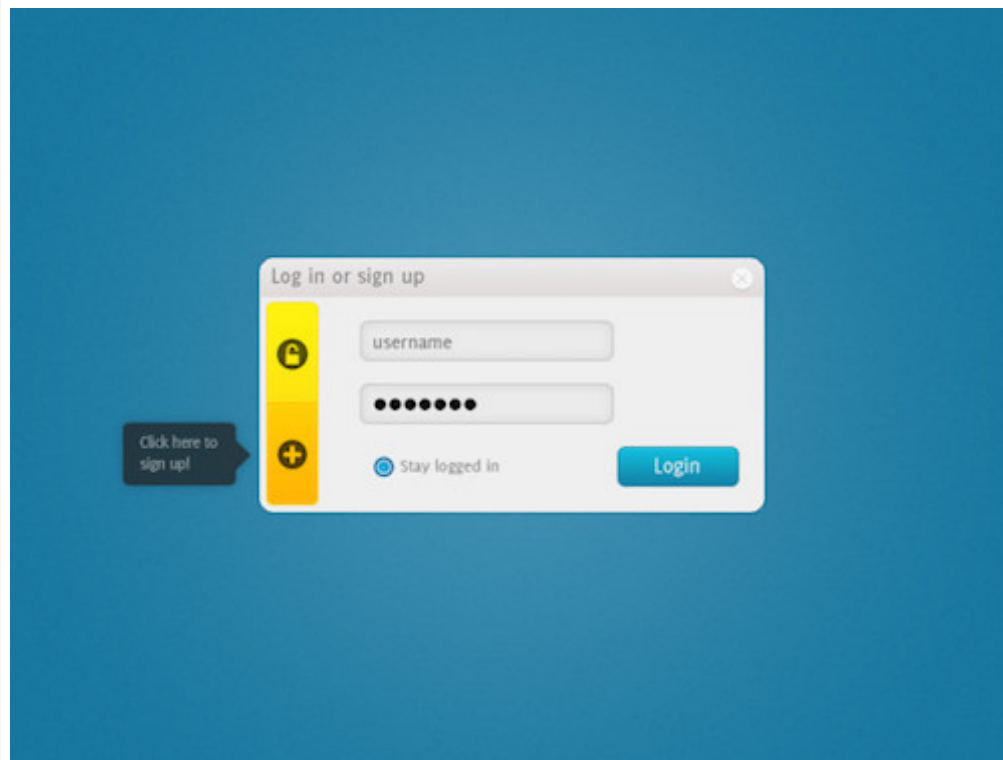 Log in or sign up
username
●●●●●●●
Click here to
sign up!
Stay logged in
Login